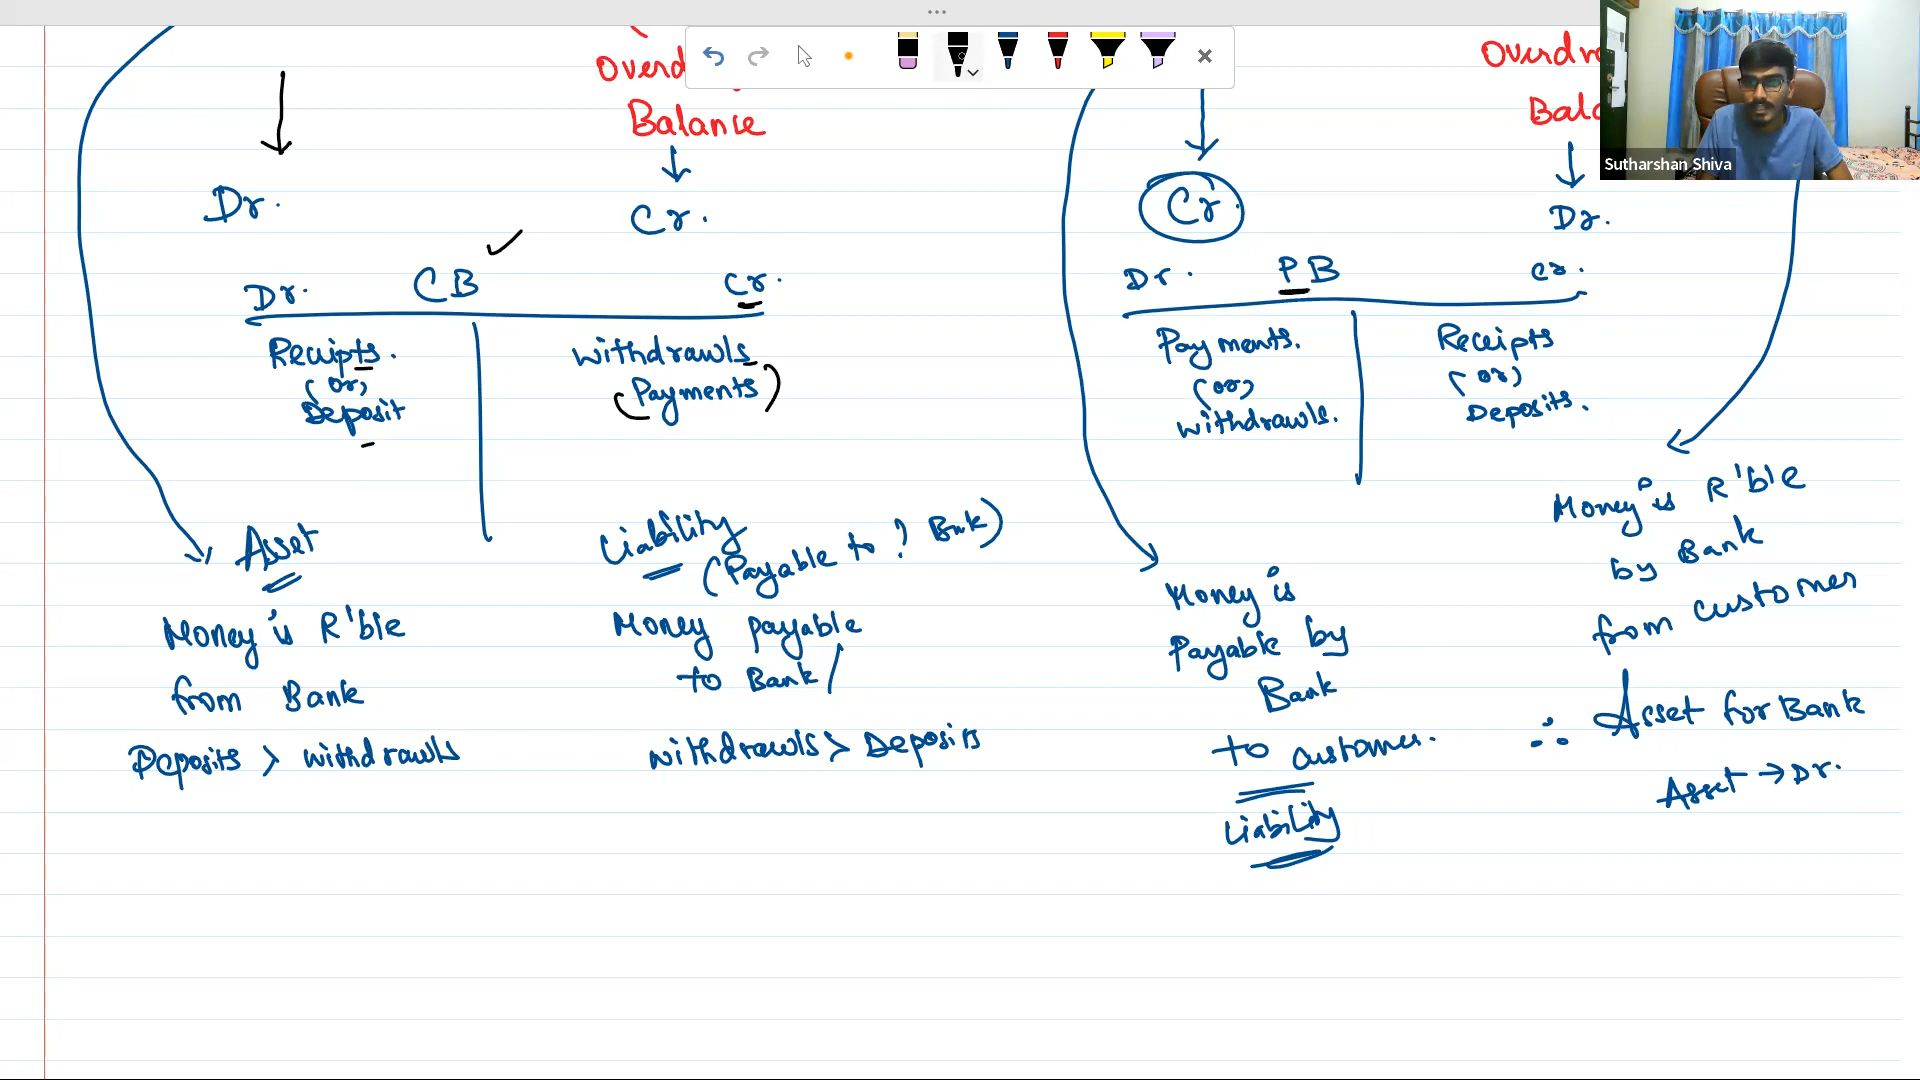 Balance
Dr.
Cr.
Dr. CB Cr.
Receipts.
(or)
Deposit
Withdrawls
(Payments)
Asset
Money is R'ble
from Bank
Deposits > withdrawls
Liability
(Payable to ? Bank)
Money payable
to Bank/
withdrawls > Deposits
Cr.
Dr.
Dr. PB Cr.
Payments.
(or)
withdrawls.
Receipts
(or)
Deposits.
Money is
Payable by
Bank
to customer.
Liability
Money is R'ble
by Bank
from customer
∴ Asset for Bank
Asset → Dr.
Sutharshan Shiva